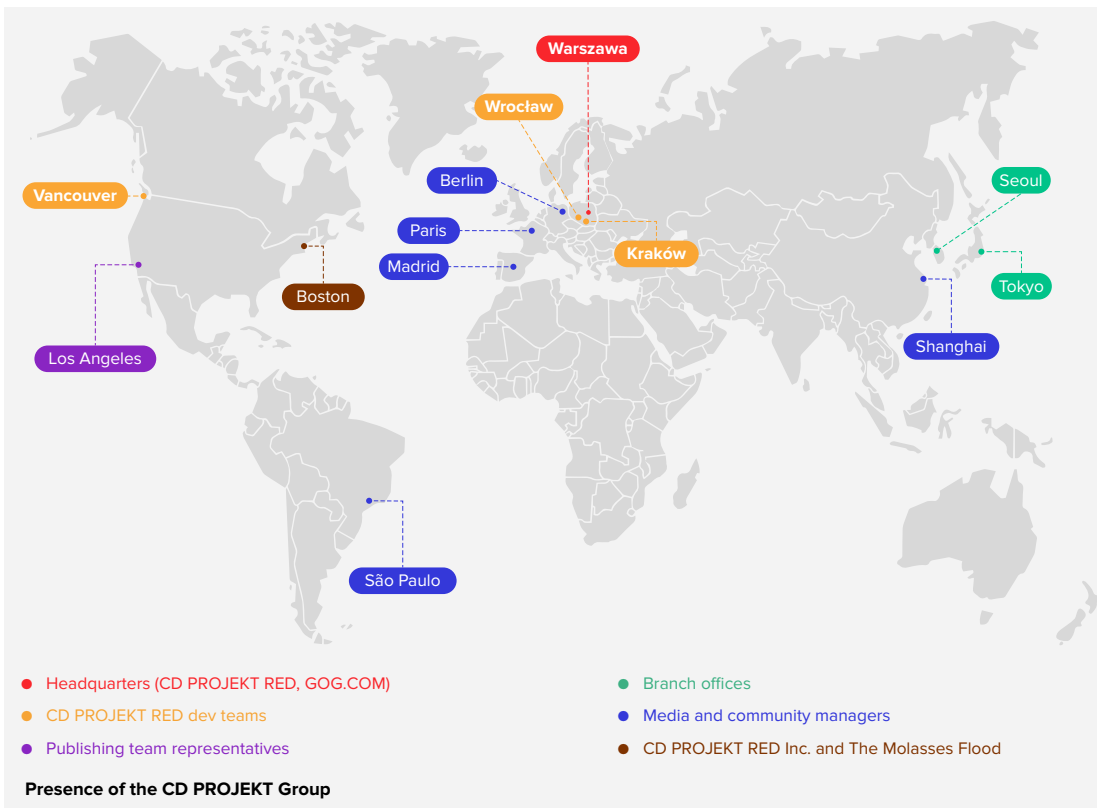 Warszawa
Wrocław
Berlin
Seoul
Vancouver
Paris
Kraków
Madrid
Tokyo
Boston
Shanghai
Los Angeles
São Paulo
Headquarters (CD PROJEKT RED, GOG.COM)
CD PROJEKT RED dev teams
Publishing team representatives
Branch offices
Media and community managers
CD PROJEKT RED Inc. and The Molasses Flood
Presence of the CD PROJEKT Group